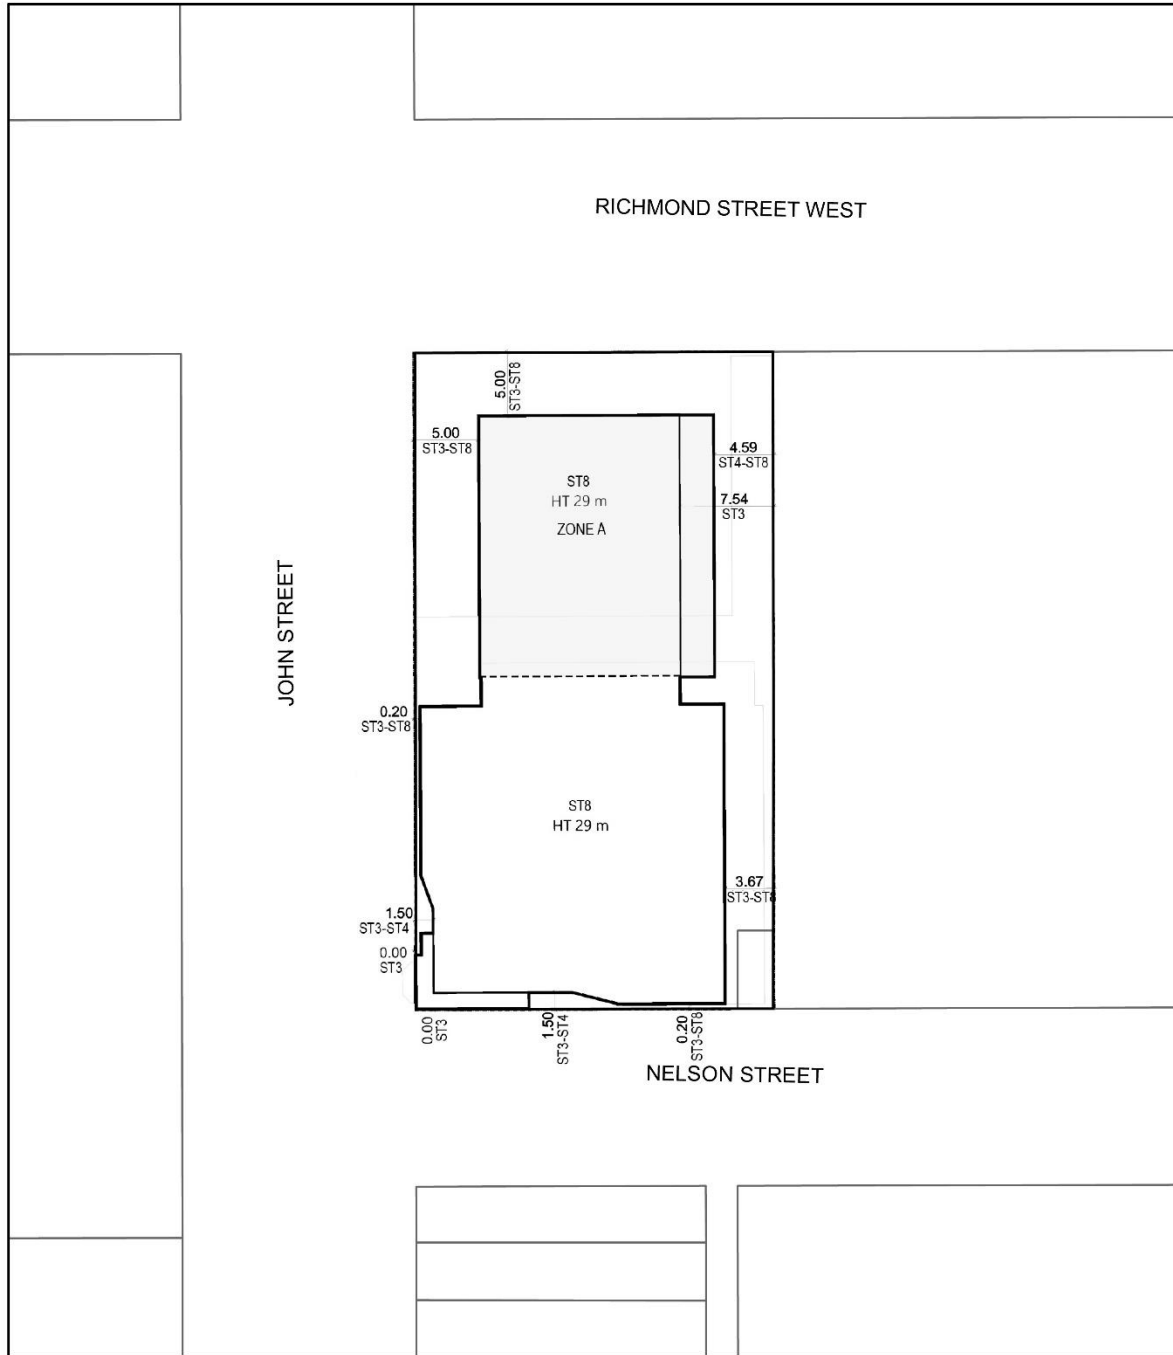 RICHMOND STREET WEST
5.00
ST3-ST8
5.00
ST3-ST8
4.59
ST4-ST8
ST8
HT 29 m
ZONE A
7.54
ST3
JOHN STREET
0.20
ST3-ST8
ST8
HT 29 m
3.67
ST3-ST8
1.50
ST3-ST4
0.00
ST3
0.00
ST3
1.50
ST3-ST4
0.20
ST3-ST8
NELSON STREET